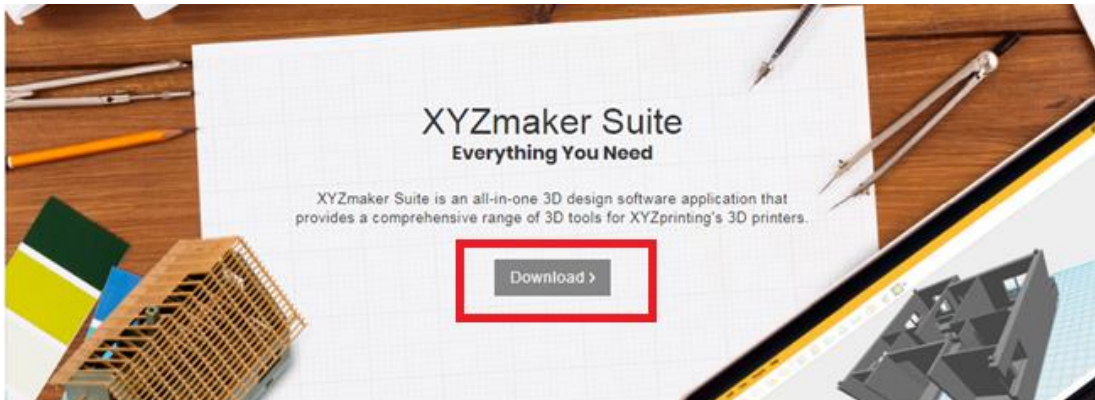 XYZmaker Suite
Everything You Need
XYZmaker Suite is an all-in-one 3D design software application that
provides a comprehensive range of 3D tools for XYZprinting's 3D printers.
Download >